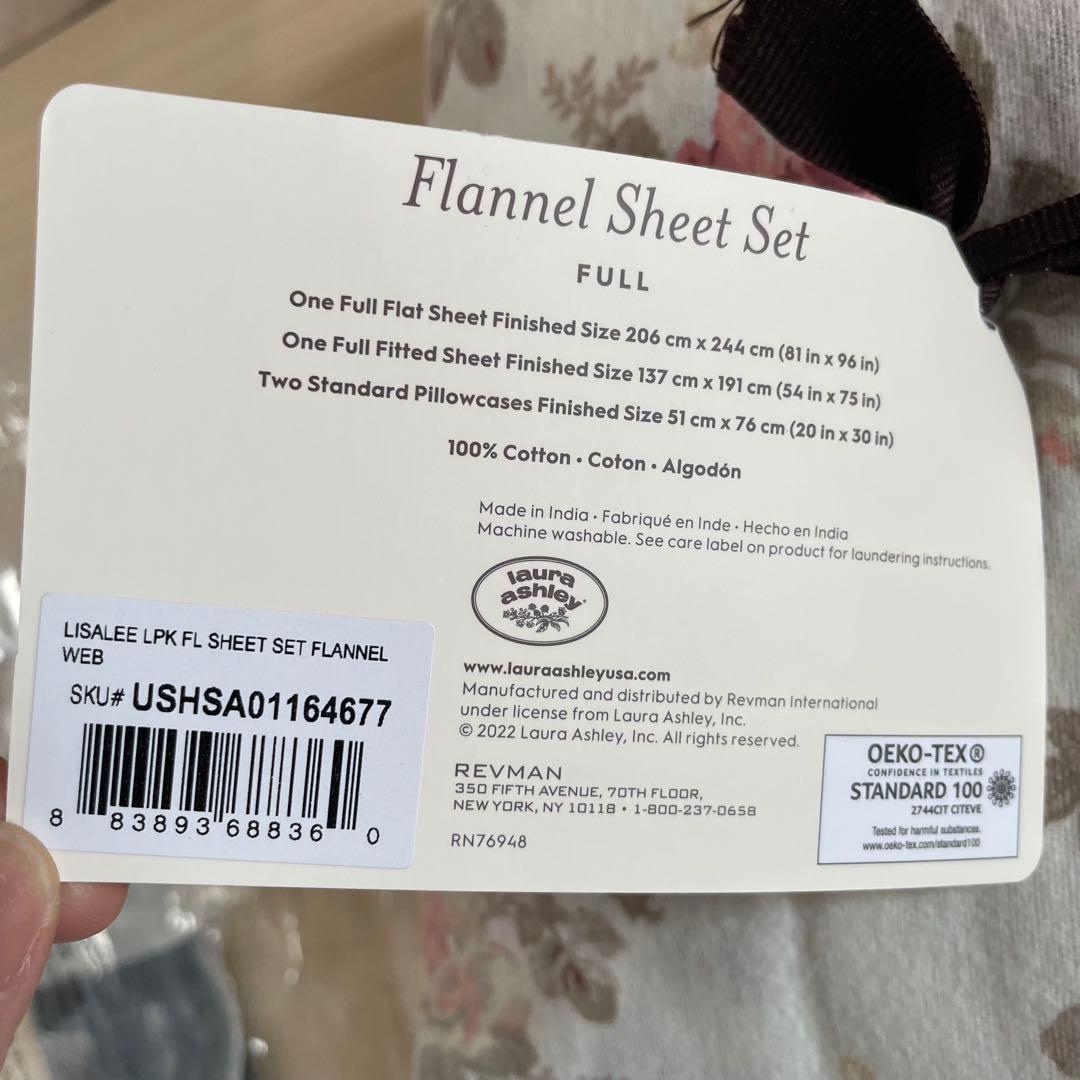 Flannel Sheet Set
FULL
One Full Flat Sheet Finished Size 206 cm x 244 cm (81 in x 96 in)
One Full Fitted Sheet Finished Size 137 cm x 191 cm (54 in x 75 in)
Two Standard Pillowcases Finished Size 51 cm x 76 cm (20 in x 30 in)
100% Cotton • Coton • Algodón
Made in India · Fabriqué en Inde · Hecho en India
Machine washable. See care label on product for laundering instructions.
laura
ashley
www.lauraashleyusa.com
Manufactured and distributed by Revman International
under license from Laura Ashley, Inc.
© 2022 Laura Ashley, Inc. All rights reserved.
REVMAN
350 FIFTH AVENUE, 70TH FLOOR,
NEW YORK, NY 10118 • 1-800-237-0658
RN76948
LISALEE LPK FL SHEET SET FLANNEL
WEB
SKU# USHSA01164677
8 83893 68836 0
OEKO-TEX®
CONFIDENCE IN TEXTILES
STANDARD 100
2744CIT CITEVE
Tested for harmful substances.
www.oeko-tex.com/standard100